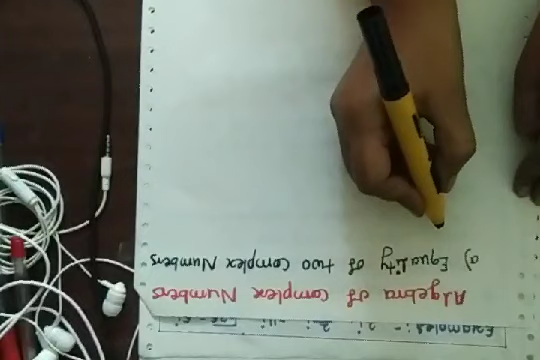 Examples:-
Algebra of Complex Numbers
a) Equality of two Complex Numbers